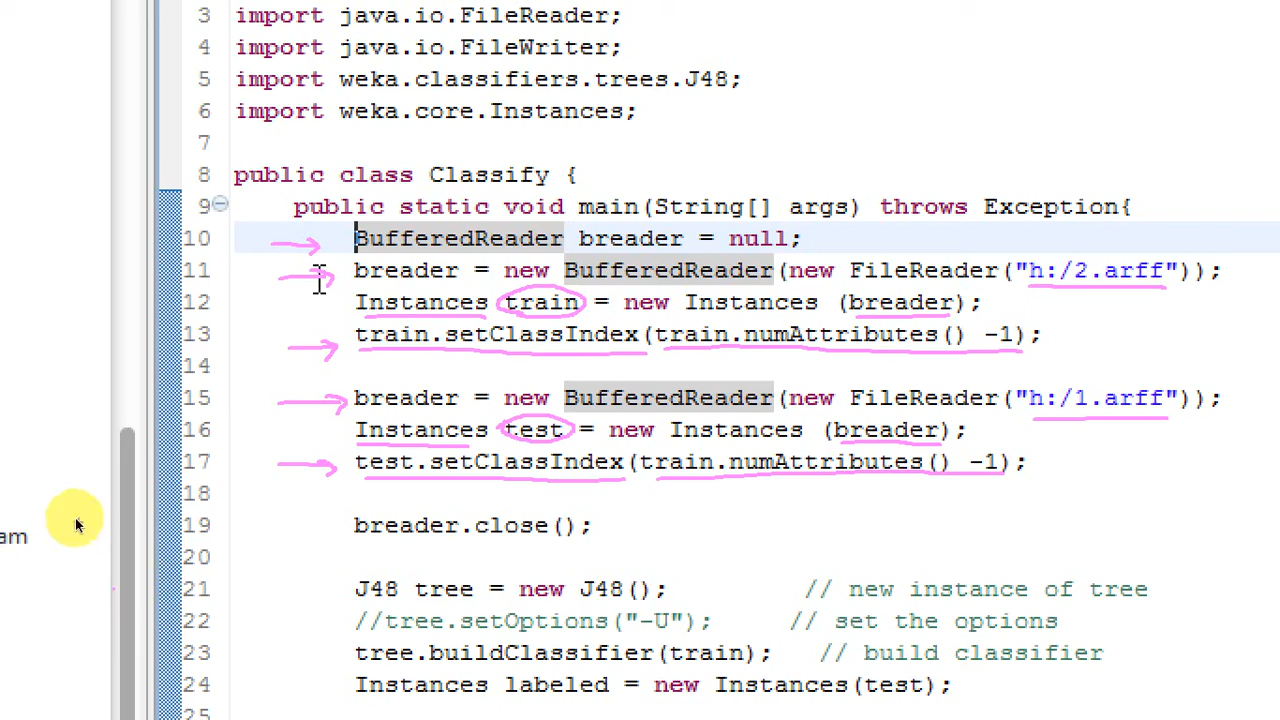 3 import java.io.FileReader;
4 import java.io.FileWriter;
5 import weka.classifiers.trees.J48;
6 import weka.core.Instances;
7
8 public class Classify {
9 public static void main(String[] args) throws Exception{
10 BufferedReader breader = null;
11 breader = new BufferedReader(new FileReader("h:/2.arff"));
12 Instances train = new Instances (breader);
13 train.setClassIndex(train.numAttributes() -1);
14
15 breader = new BufferedReader(new FileReader("h:/1.arff"));
16 Instances test = new Instances (breader);
17 test.setClassIndex(train.numAttributes() -1);
18
19 breader.close();
am
20
21 J48 tree = new J48(); // new instance of tree
22 //tree.setOptions("-U"); // set the options
23 tree.buildClassifier(train); // build classifier
24 Instances labeled = new Instances(test);
25